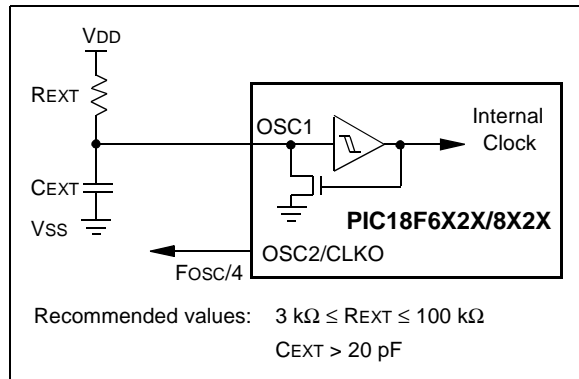 VDD
REXT
OSC1
Internal
Clock
CEXT
PIC18F6X2X/8X2X
VSS
OSC2/CLKO
FOSC/4
Recommended values: 3 kΩ ≤ REXT ≤ 100 kΩ
CEXT > 20 pF